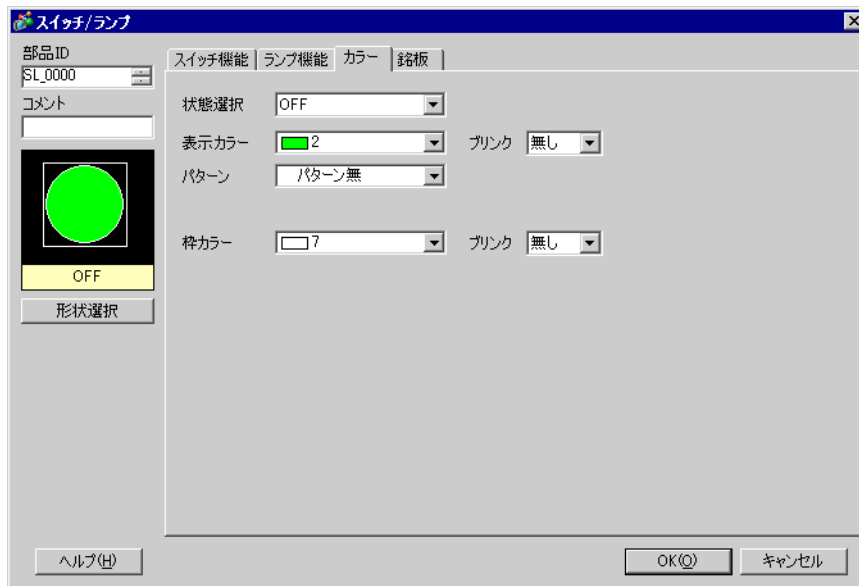 スイッチ/ランプ
部品ID
SL_0000
コメント
OFF
形状選択
スイッチ機能 ランプ機能 カラー 銘板
状態選択 OFF
表示カラー 2 ブリンク 無し
パターン パターン無
枠カラー 7 ブリンク 無し
ヘルプ(H) OK(O) キャンセル